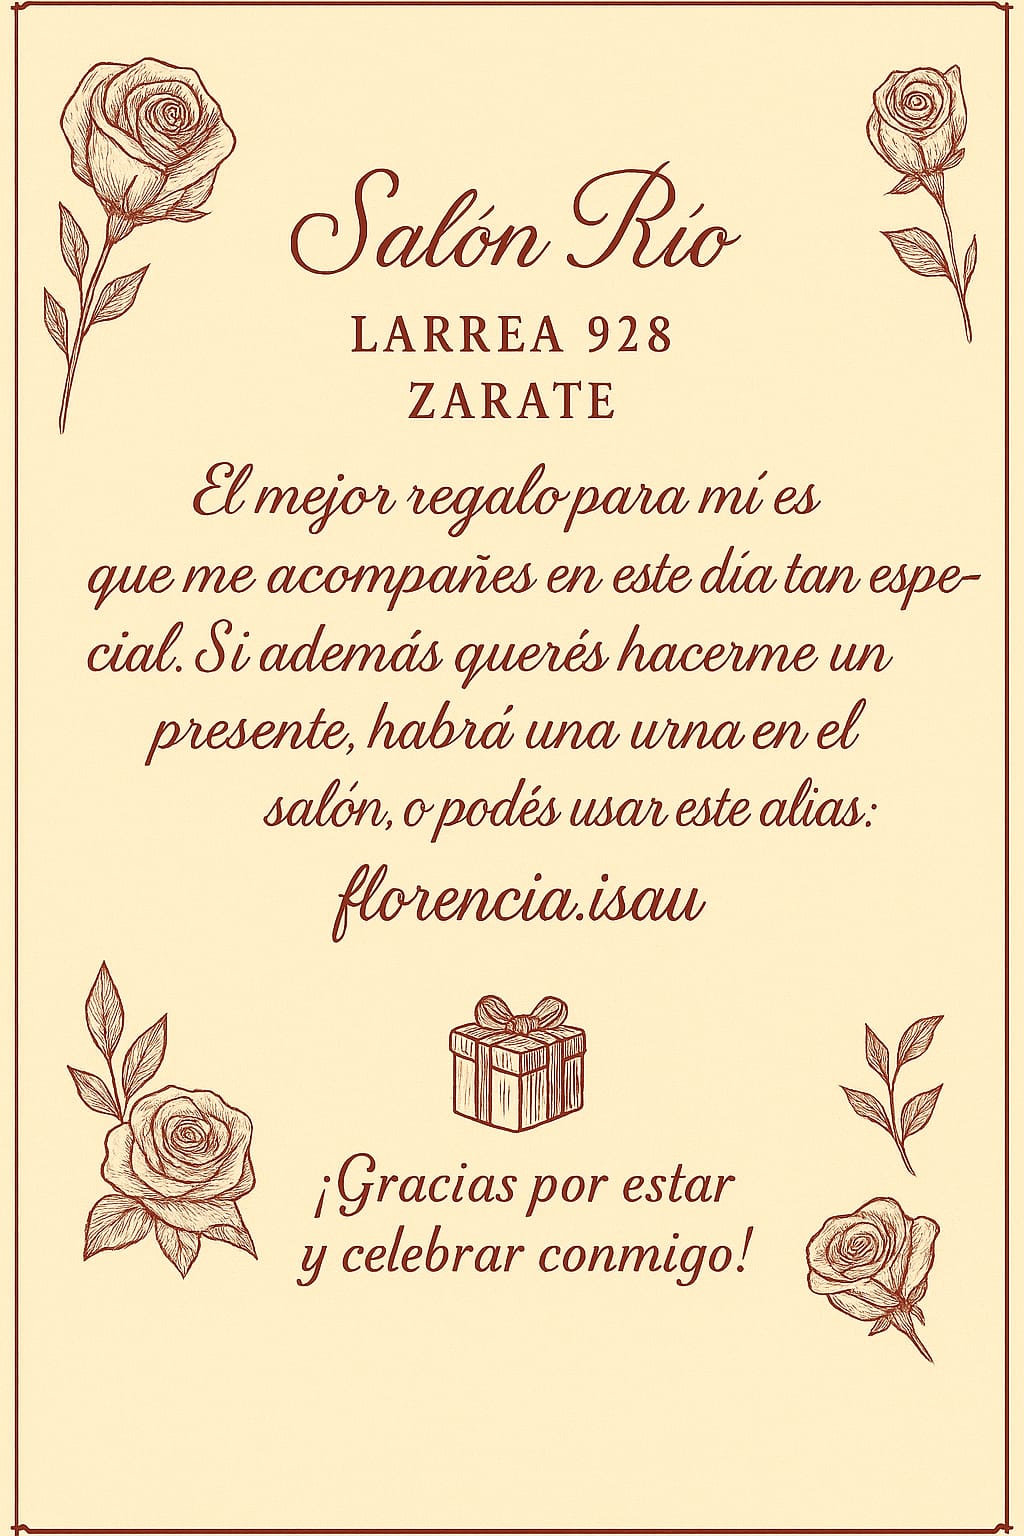 Salón Río
LARREA 928
ZARATE
El mejor regalo para mí es
que me acompañes en este día tan espe-
cial. Si además querés hacerme un
presente, habrá una urna en el
salón, o podés usar este alias:
florencia.isau
¡Gracias por estar
y celebrar conmigo!